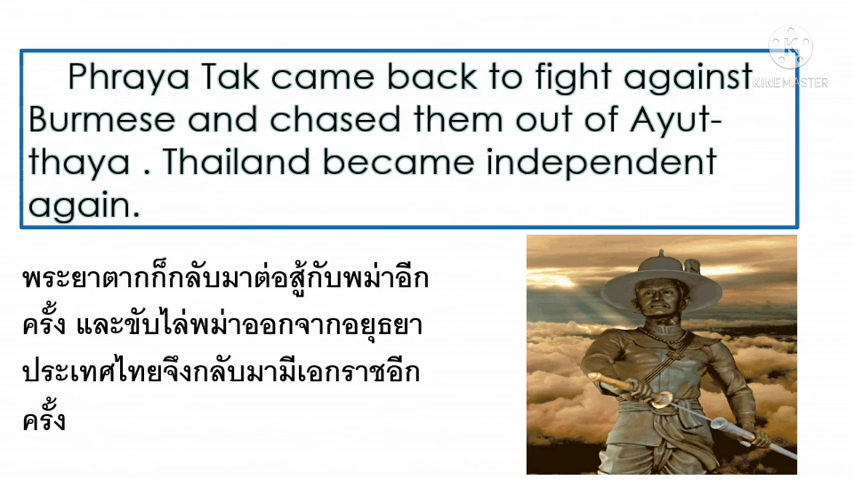 Phraya Tak came back to fight against
Burmese and chased them out of Ayut-
thaya . Thailand became independent
again.
K
KINEMASTER
พระยาตากก็กลับมาต่อสู้กับพม่าอีก
ครั้ง และขับไล่พม่าออกจากอยุธยา
ประเทศไทยจึงกลับมามีเอกราชอีก
ครั้ง